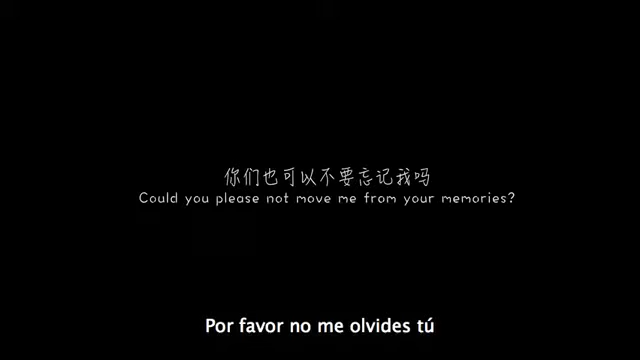 你们也可以不要忘记我吗
Could you please not move me from your memories?
Por favor no me olvides tú